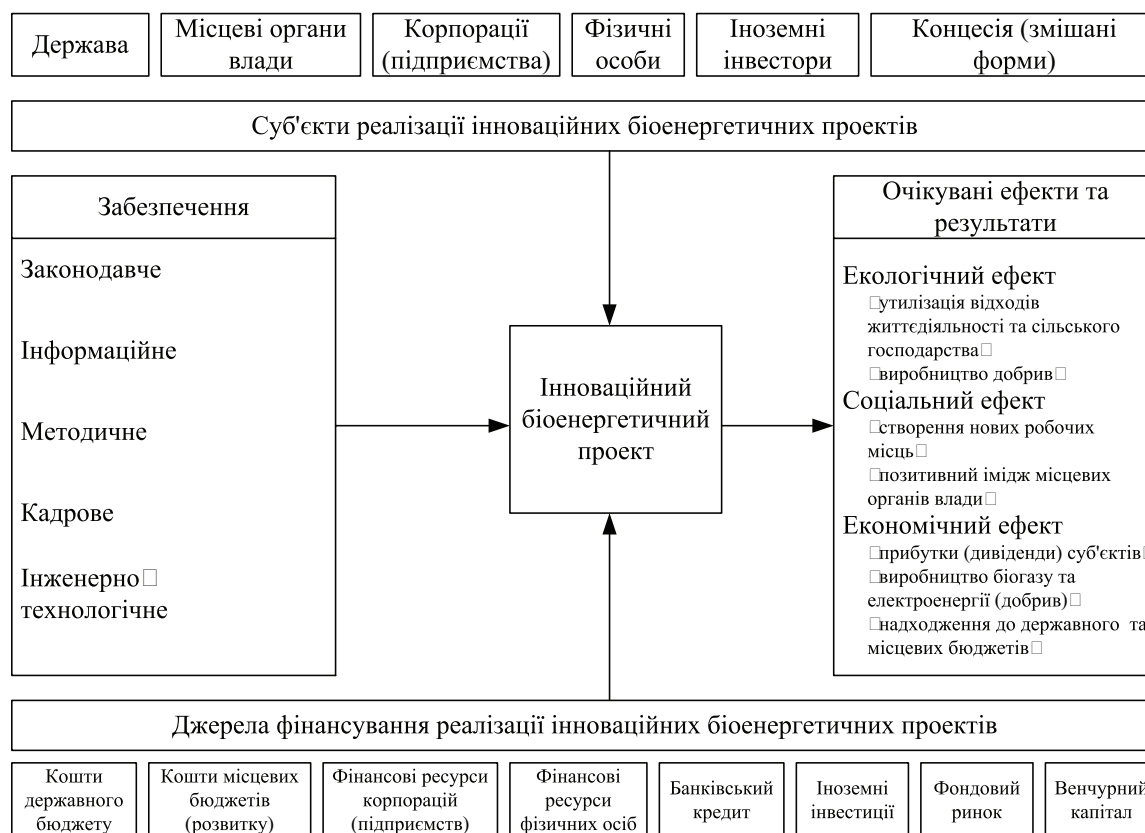 Держава
Місцеві органи
влади
Корпорації
(підприємства)
Фізичні
особи
Іноземні
інвестори
Концесія (змішані
форми)
Суб'єкти реалізації інноваційних біоенергетичних проектів
Забезпечення
Законодавче
Інформаційне
Методичне
Кадрове
Інженерно□
технологічне
Інноваційний
біоенергетичний
проект
Очікувані ефекти та
результати
Екологічний ефект
□утилізація відходів
життєдіяльності та сільського
господарства□
□виробництво добрив□
Соціальний ефект
□створення нових робочих
місць□
□позитивний імідж місцевих
органів влади□
Економічний ефект
□прибутки (дивіденди) суб'єктів□
□виробництво біогазу та
електроенергії (добрив)□
□надходження до державного та
місцевих бюджетів□
Джерела фінансування реалізації інноваційних біоенергетичних проектів
Кошти
державного
бюджету
Кошти місцевих
бюджетів
(розвитку)
Фінансові ресурси
корпорацій
(підприємств)
Фінансові
ресурси
фізичних осіб
Банківський
кредит
Іноземні
інвестиції
Фондовий
ринок
Венчурний
капітал